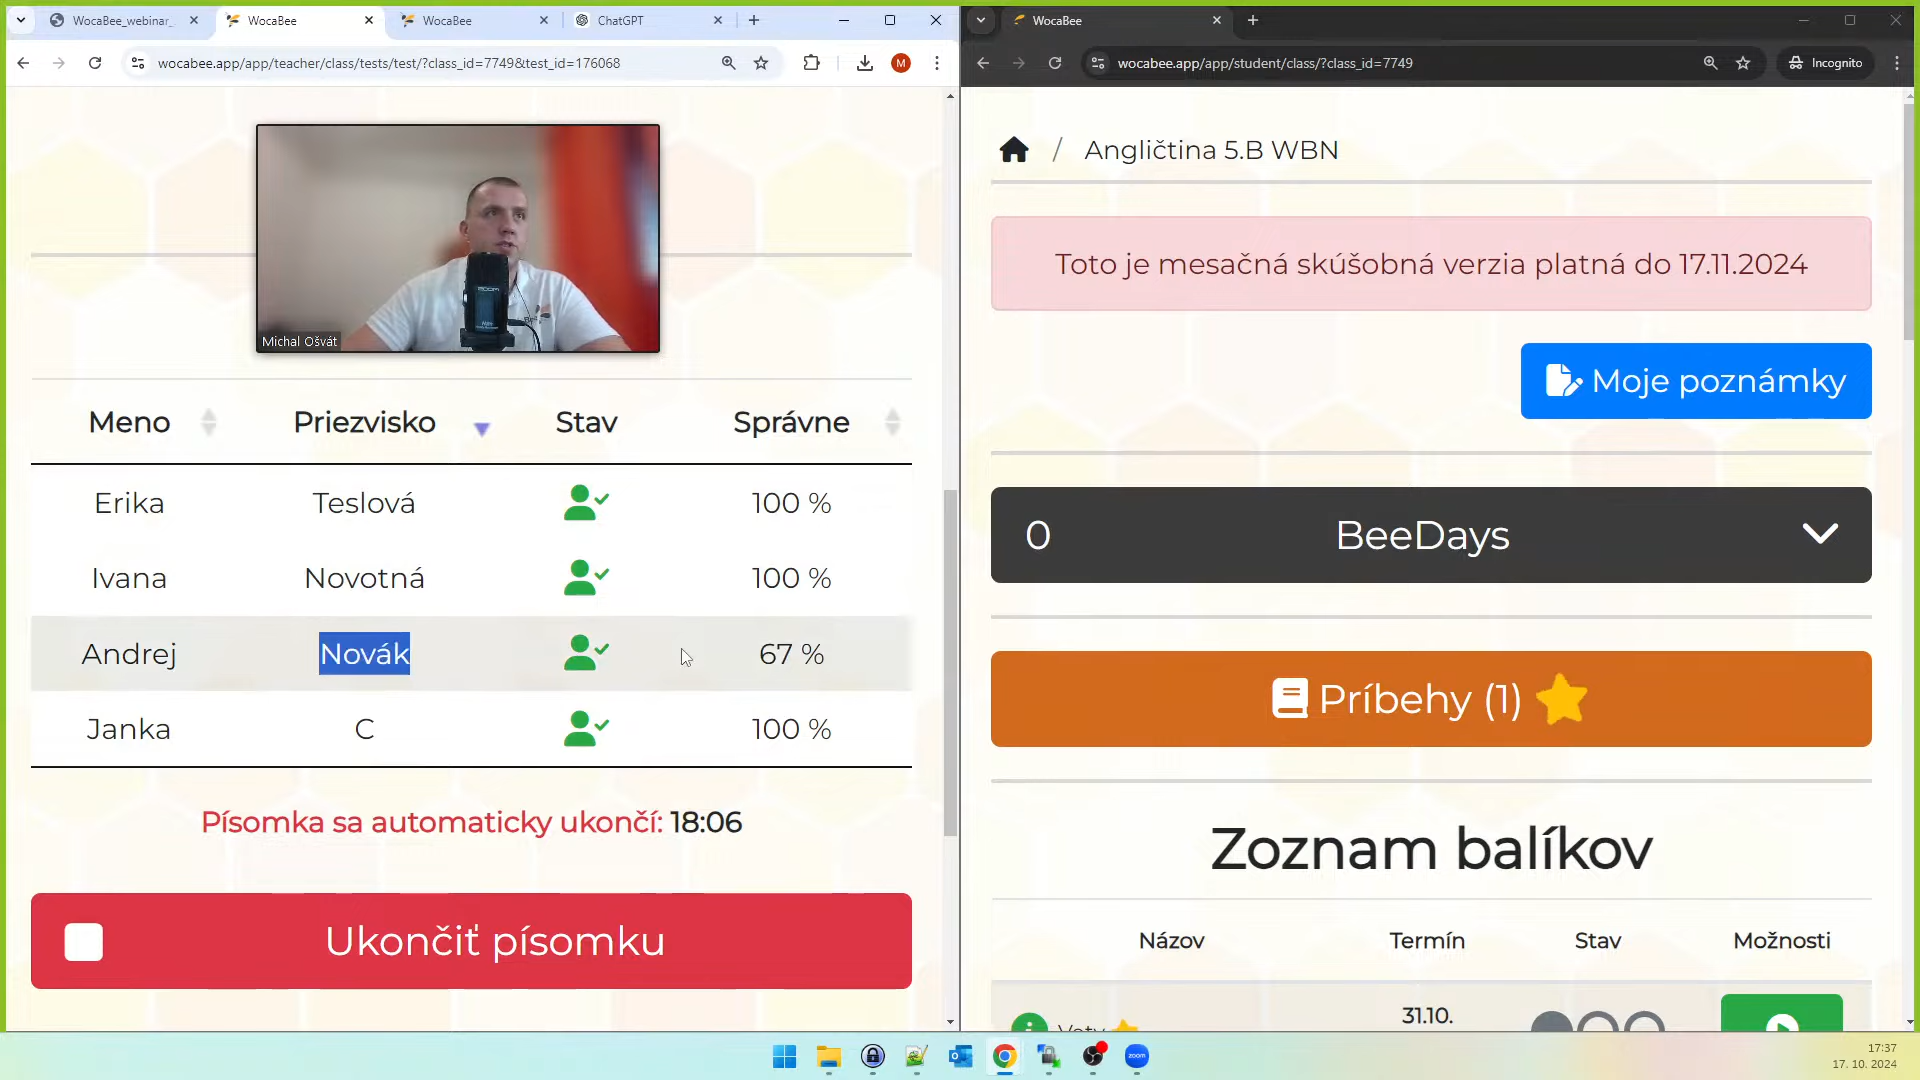 WocaBee_webinar_
WocaBee
WocaBee
ChatGPT
wocabee.app/app/teacher/class/tests/test/?class_id=7749&test_id=176068
M
Michal Ošvát
Meno Priezvisko Stav Správne
Erika Teslová 100 %
Ivana Novotná 100 %
Andrej Novák 67 %
Janka C 100 %
Písomka sa automaticky ukončí: 18:06
Ukončiť písomku
WocaBee
wocabee.app/app/student/class/?class_id=7749
Incognito
/ Angličtina 5.B WBN
Toto je mesačná skúšobná verzia platná do 17.11.2024
Moje poznámky
0 BeeDays
Príbehy (1)
Zoznam balíkov
Názov Termín Stav Možnosti
31.10.
zoom
17:37
17. 10. 2024